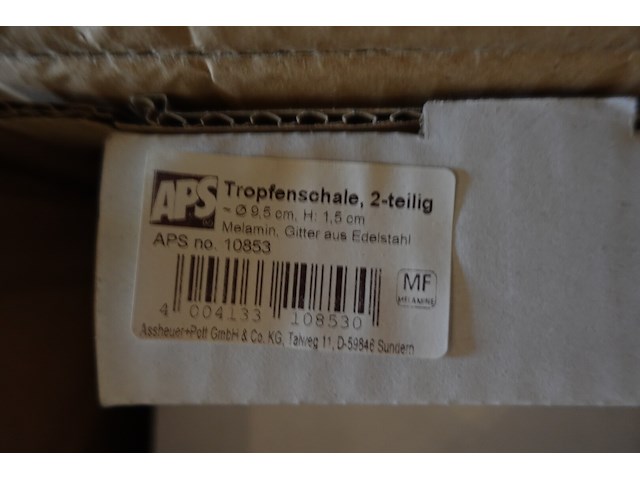 APS
Tropfenschale, 2-teilig
~ Ø 9,5 cm, H: 1,5 cm
Melamin, Gitter aus Edelstahl
APS no. 10853
MF
MELAMINE
4 004133 108530
Assheuer+Pott GmbH & Co. KG, Talweg 11, D-59846 Sundern